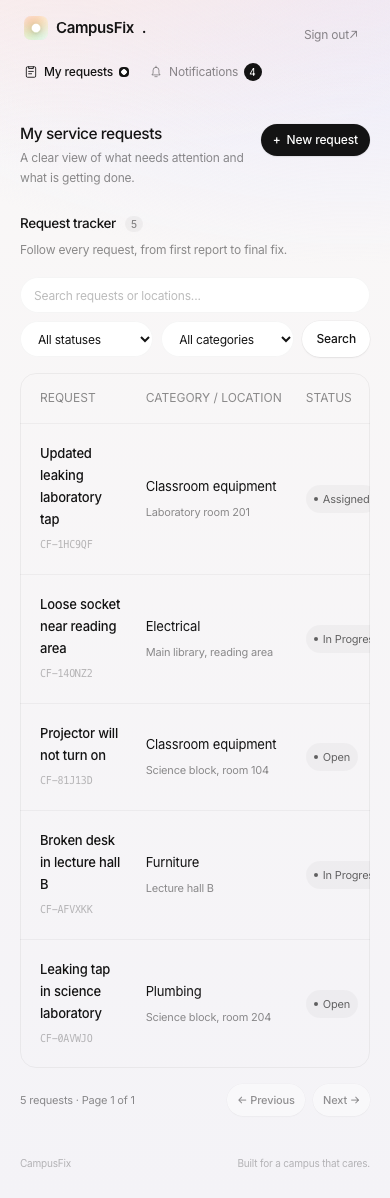 CampusFix .
Sign out↗
My requests
Notifications 4
My service requests
+ New request
A clear view of what needs attention and
what is getting done.
Request tracker 5
Follow every request, from first report to final fix.
Search requests or locations...
All statuses
All categories
Search
REQUEST CATEGORY / LOCATION STATUS
Updated
leaking
laboratory
tap
CF-1HC9QF
Classroom equipment
Laboratory room 201
• Assigned
Loose socket
near reading
area
CF-140NZ2
Electrical
Main library, reading area
• In Progres
Projector will
not turn on
CF-81J13D
Classroom equipment
Science block, room 104
• Open
Broken desk
in lecture hall
B
CF-AFVXKK
Furniture
Lecture hall B
• In Progres
Leaking tap
in science
laboratory
CF-0AVWJO
Plumbing
Science block, room 204
• Open
5 requests · Page 1 of 1
← Previous
Next →
CampusFix
Built for a campus that cares.